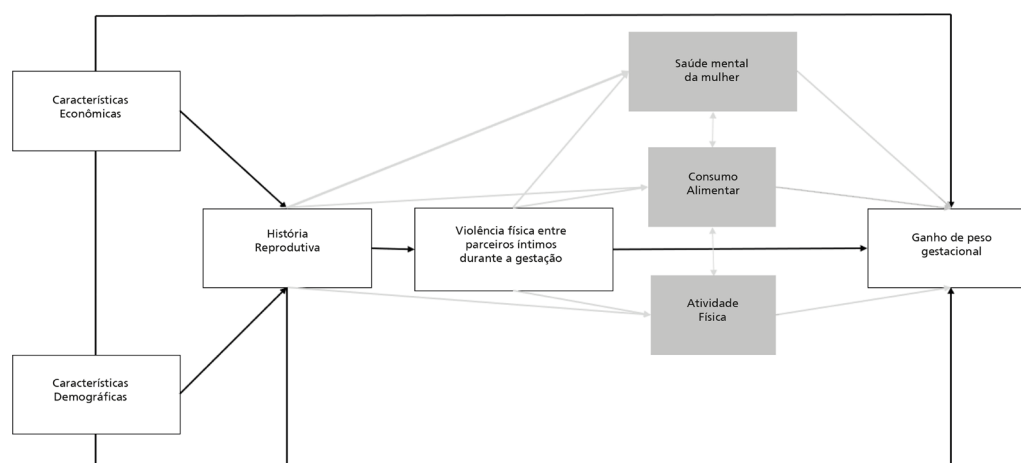 Saúde mental
da mulher
Características
Econômicas
Consumo
Alimentar
História
Reprodutiva
Violência física entre
parceiros íntimos
durante a gestação
Ganho de peso
gestacional
Atividade
Física
Características
Demográficas